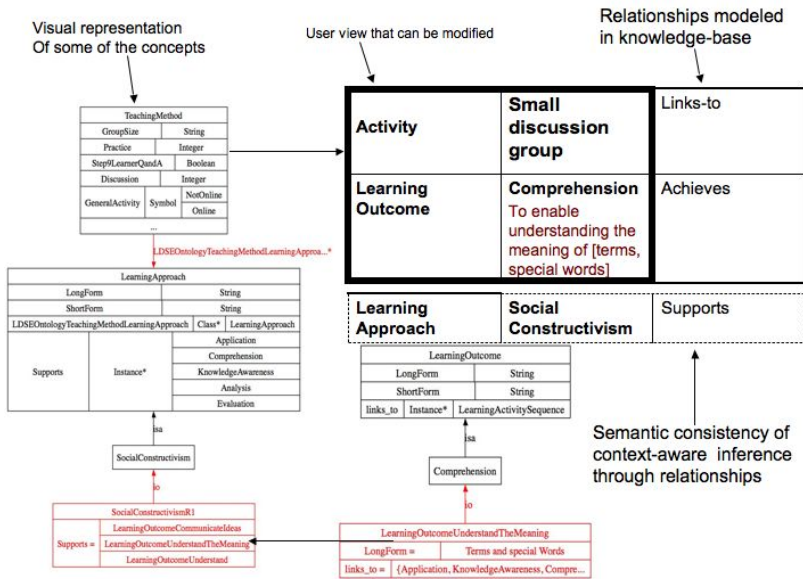 Visual representation
Of some of the concepts
User view that can be modified
Relationships modeled
in knowledge-base
TeachingMethod
GroupSize String
Practice Integer
Step9LearnerQandA Boolean
Discussion Integer
GeneralActivity Symbol NotOnline
Online
...
LDSEOntologyTeachingMethodLearningApproa...*
Activity
Small
discussion
group
Links-to
Learning
Outcome
Comprehension
To enable
understanding the
meaning of [terms,
special words]
Achieves
Learning
Approach
Social
Constructivism
Supports
LearningApproach
LongForm String
ShortForm String
LDSEOntologyTeachingMethodLearningApproach Class* LearningApproach
Supports Instance* Application
Comprehension
KnowledgeAwareness
Analysis
Evaluation
isa
SocialConstructivism
io
SocialConstructivismR1
Supports = LearningOutcomeCommunicateIdeas
LearningOutcomeUnderstandTheMeaning
LearningOutcomeUnderstand
LearningOutcome
LongForm String
ShortForm String
links_to Instance* LearningActivitySequence
isa
Comprehension
io
LearningOutcomeUnderstandTheMeaning
LongForm = Terms and special Words
links_to = {Application, KnowledgeAwareness, Compre...
Semantic consistency of
context-aware inference
through relationships